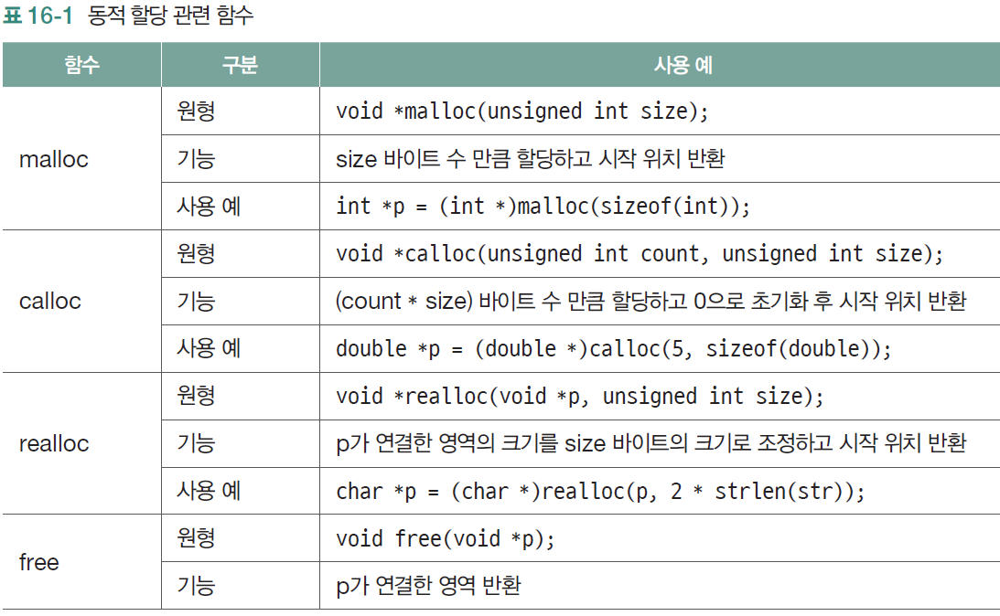 표 16-1 동적 할당 관련 함수
함수 구분 사용 예
malloc
원형 void *malloc(unsigned int size);
기능 size 바이트 수 만큼 할당하고 시작 위치 반환
사용 예 int *p = (int *)malloc(sizeof(int));
calloc
원형 void *calloc(unsigned int count, unsigned int size);
기능 (count * size) 바이트 수 만큼 할당하고 0으로 초기화 후 시작 위치 반환
사용 예 double *p = (double *)calloc(5, sizeof(double));
realloc
원형 void *realloc(void *p, unsigned int size);
기능 p가 연결한 영역의 크기를 size 바이트의 크기로 조정하고 시작 위치 반환
사용 예 char *p = (char *)realloc(p, 2 * strlen(str));
free
원형 void free(void *p);
기능 p가 연결한 영역 반환